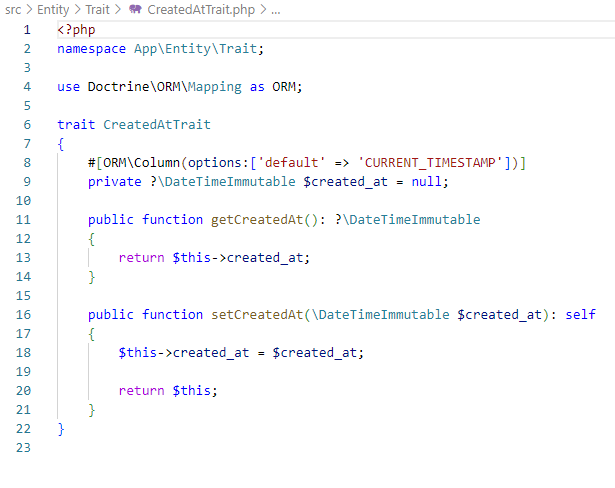 src > Entity > Trait > CreatedAtTrait.php > ...
1 <?php
2 namespace App\Entity\Trait;
3
4 use Doctrine\ORM\Mapping as ORM;
5
6 trait CreatedAtTrait
7 {
8     #[ORM\Column(options:['default' => 'CURRENT_TIMESTAMP'])]
9     private ?\DateTimeImmutable $created_at = null;
10
11     public function getCreatedAt(): ?\DateTimeImmutable
12     {
13         return $this->created_at;
14     }
15
16     public function setCreatedAt(\DateTimeImmutable $created_at): self
17     {
18         $this->created_at = $created_at;
19
20         return $this;
21     }
22 }
23